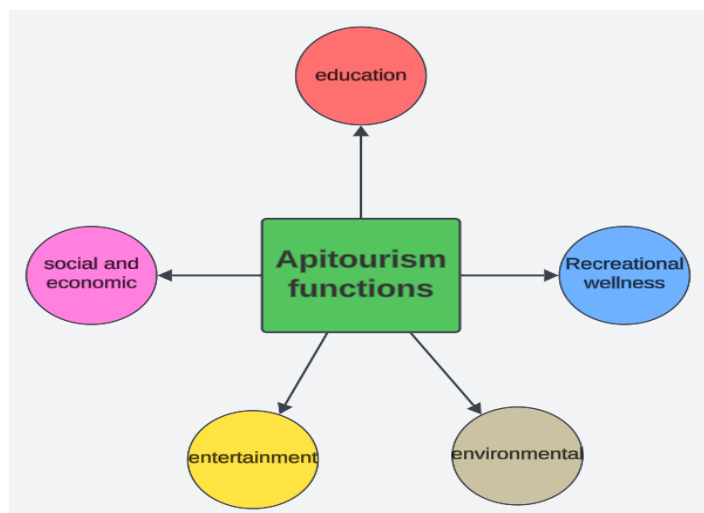 education
Apitourism
functions
social and
economic
Recreational
wellness
entertainment
environmental